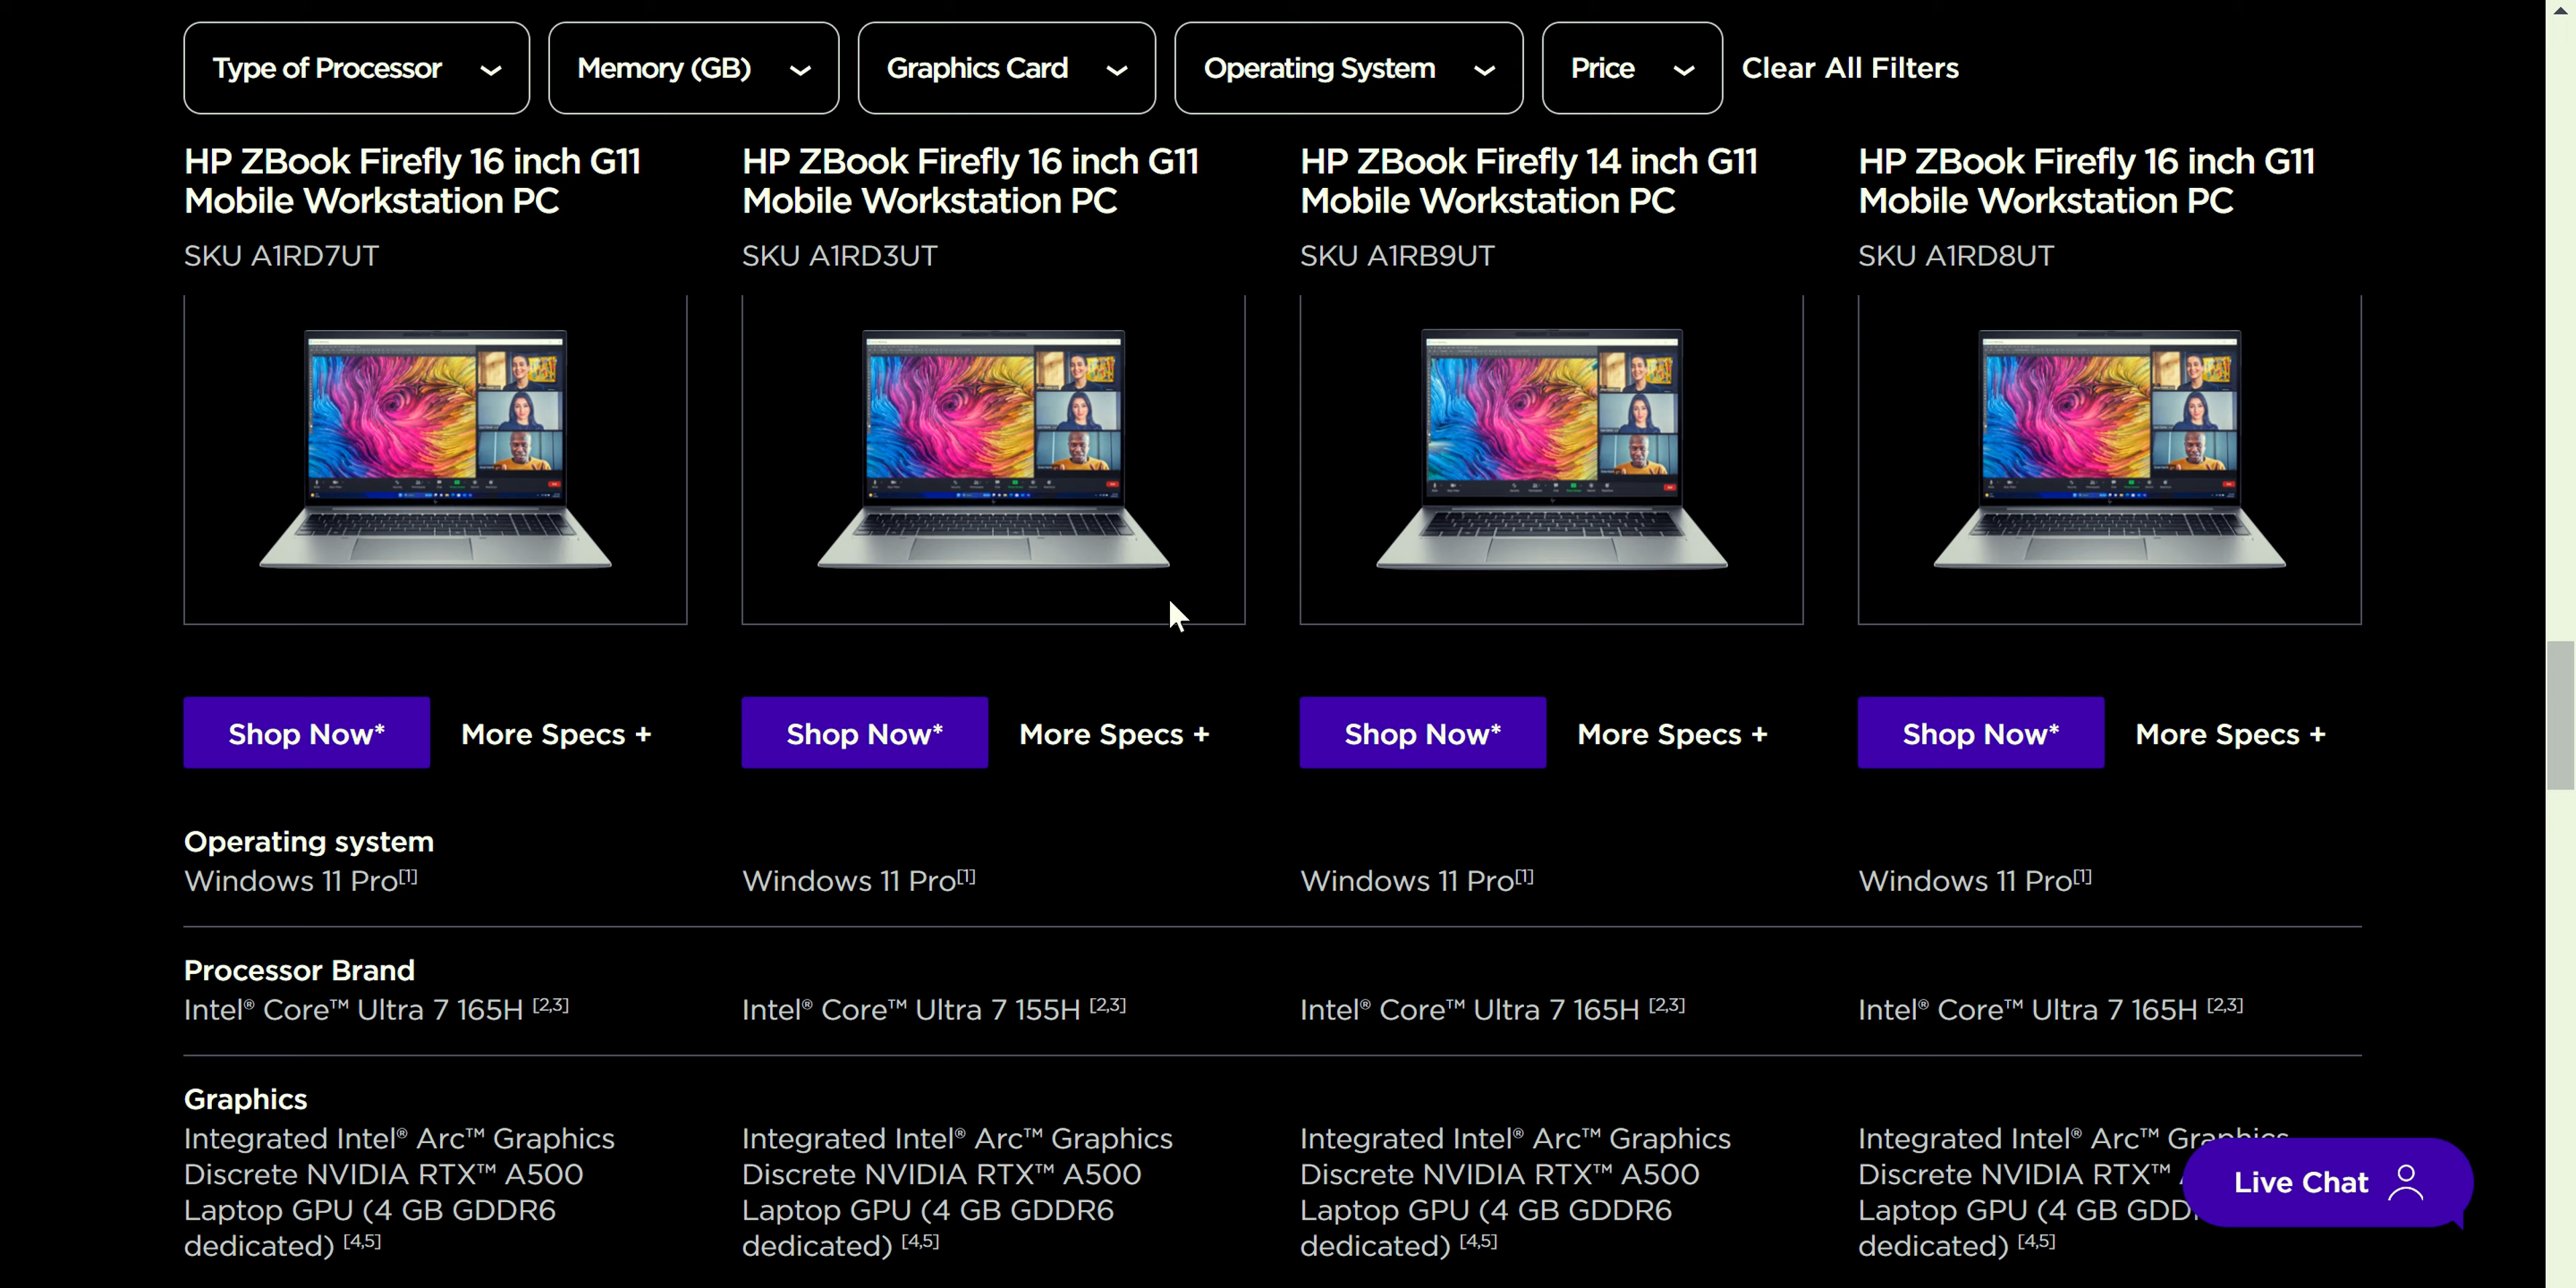 Type of Processor
Memory (GB)
Graphics Card
Operating System
Price
Clear All Filters
HP ZBook Firefly 16 inch G11
Mobile Workstation PC
SKU A1RD7UT
HP ZBook Firefly 16 inch G11
Mobile Workstation PC
SKU A1RD3UT
HP ZBook Firefly 14 inch G11
Mobile Workstation PC
SKU A1RB9UT
HP ZBook Firefly 16 inch G11
Mobile Workstation PC
SKU A1RD8UT
Shop Now*
More Specs +
Shop Now*
More Specs +
Shop Now*
More Specs +
Shop Now*
More Specs +
Operating system
Windows 11 Pro[1]
Windows 11 Pro[1]
Windows 11 Pro[1]
Windows 11 Pro[1]
Processor Brand
Intel® Core™ Ultra 7 165H [2,3]
Intel® Core™ Ultra 7 155H [2,3]
Intel® Core™ Ultra 7 165H [2,3]
Intel® Core™ Ultra 7 165H [2,3]
Graphics
Integrated Intel® Arc™ Graphics
Discrete NVIDIA RTX™ A500
Laptop GPU (4 GB GDDR6
dedicated) [4,5]
Integrated Intel® Arc™ Graphics
Discrete NVIDIA RTX™ A500
Laptop GPU (4 GB GDDR6
dedicated) [4,5]
Integrated Intel® Arc™ Graphics
Discrete NVIDIA RTX™ A500
Laptop GPU (4 GB GDDR6
dedicated) [4,5]
Integrated Intel® Arc™ Graphics
Discrete NVIDIA RTX™
Laptop GPU (4 GB
dedicated) [4,5]
Live Chat